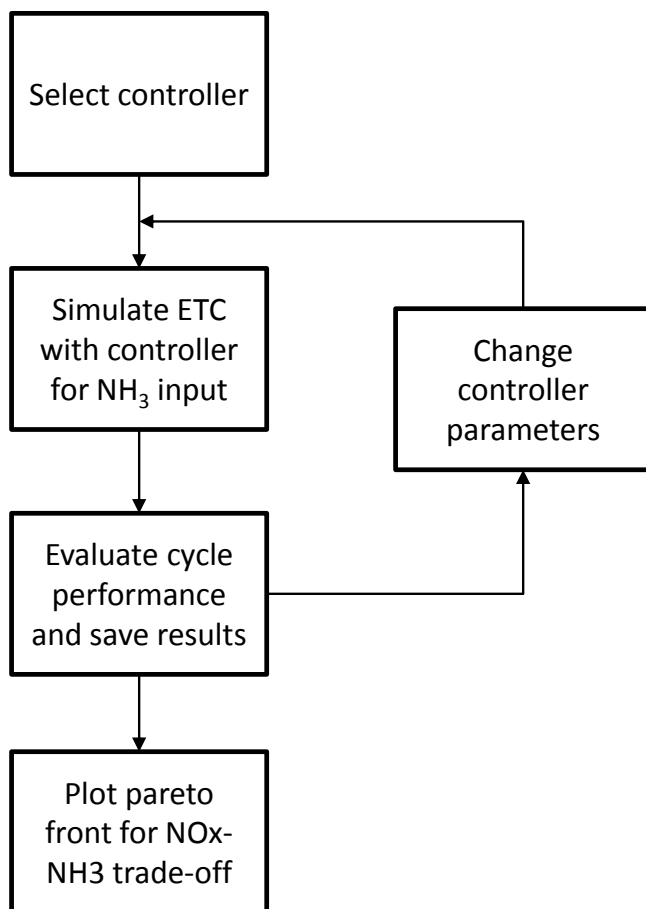 Select controller
Simulate ETC
with controller
for NH₃ input
Change
controller
parameters
Evaluate cycle
performance
and save results
Plot pareto
front for NOx-
NH3 trade-off